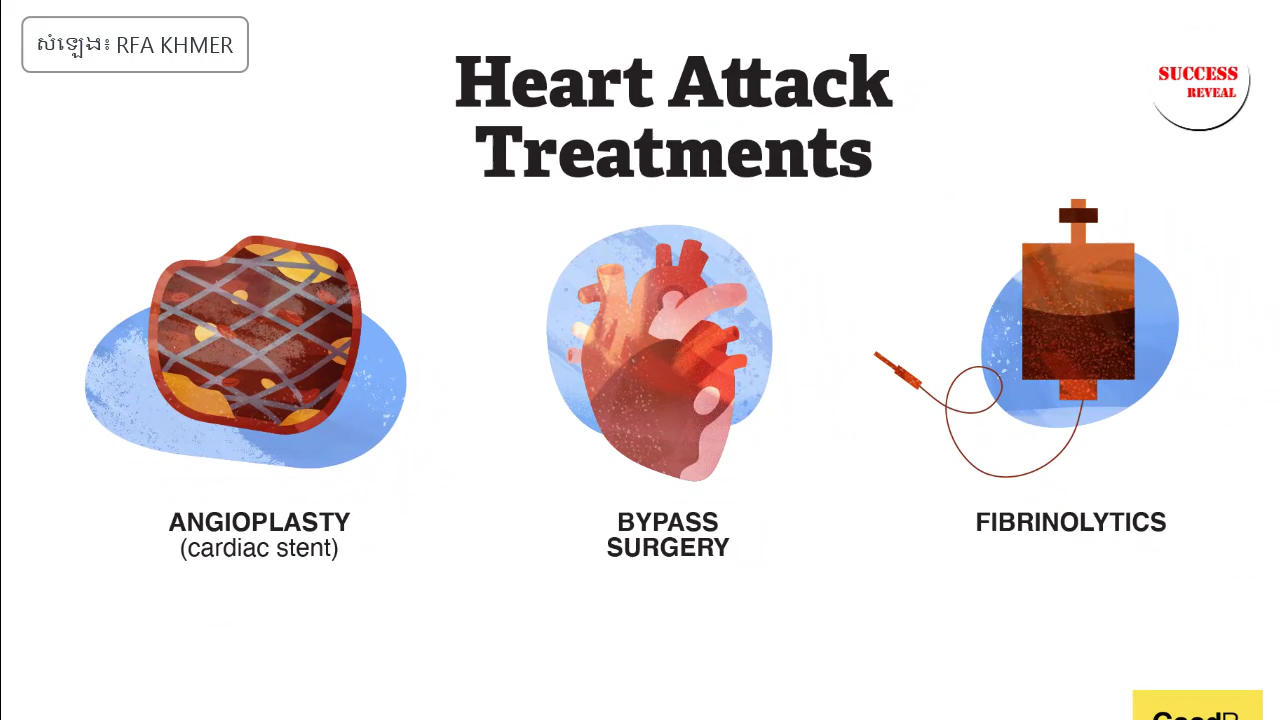 សំឡេង៖ RFA KHMER
Heart Attack
Treatments
SUCCESS
REVEAL
ANGIOPLASTY
(cardiac stent)
BYPASS
SURGERY
FIBRINOLYTICS